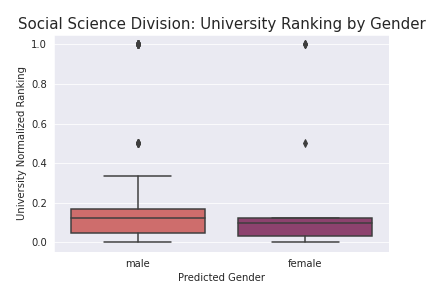 Social Science Division: University Ranking by Gender
University Normalized Ranking
1.0
0.8
0.6
0.4
0.2
0.0
male
female
Predicted Gender